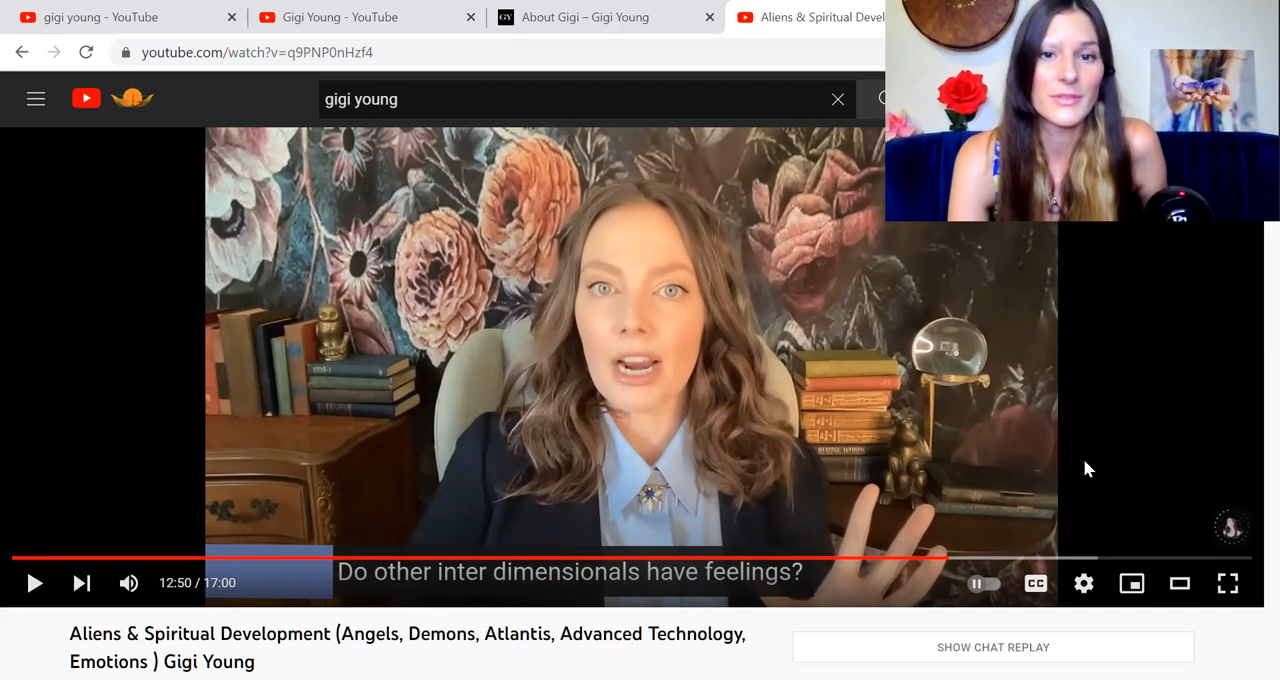 gigi young - YouTube
Gigi Young - YouTube
GY About Gigi – Gigi Young
Aliens & Spiritual Devel
youtube.com/watch?v=q9PNP0nHzf4
gigi young
Do other inter dimensionals have feelings?
12:50 / 17:00
CC
Aliens & Spiritual Development (Angels, Demons, Atlantis, Advanced Technology,
Emotions ) Gigi Young
SHOW CHAT REPLAY